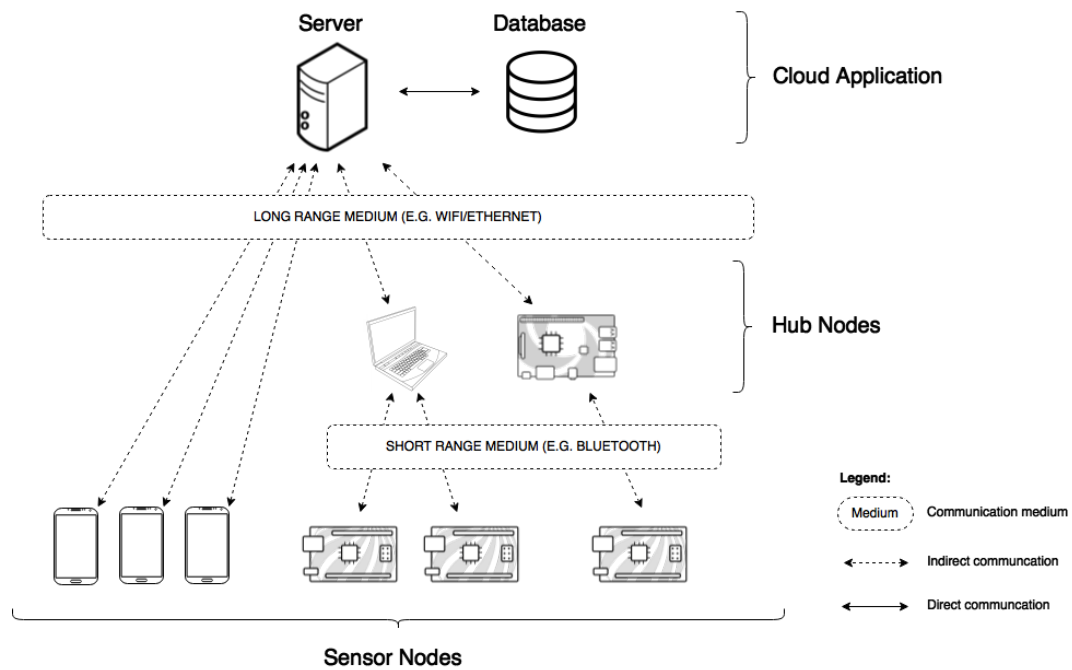 Server
Database
Cloud Application
LONG RANGE MEDIUM (E.G. WIFI/ETHERNET)
Hub Nodes
SHORT RANGE MEDIUM (E.G. BLUETOOTH)
Legend:
Medium
Communication medium
Indirect communcation
Direct communcation
Sensor Nodes